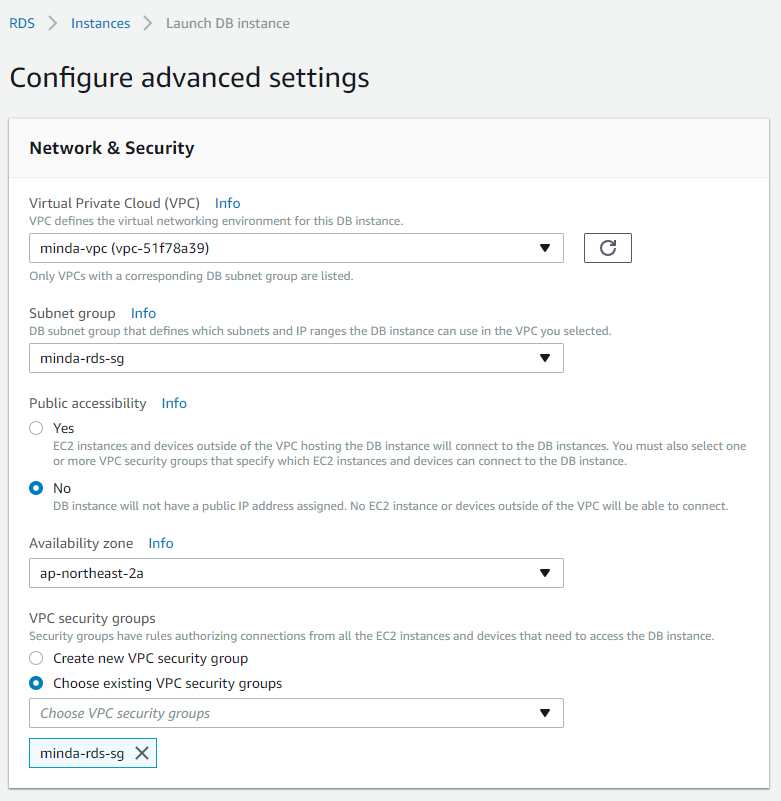 RDS > Instances > Launch DB instance
Configure advanced settings
Network & Security
Virtual Private Cloud (VPC) Info
VPC defines the virtual networking environment for this DB instance.
minda-vpc (vpc-51f78a39)
Only VPCs with a corresponding DB subnet group are listed.
Subnet group Info
DB subnet group that defines which subnets and IP ranges the DB instance can use in the VPC you selected.
minda-rds-sg
Public accessibility Info
Yes
EC2 instances and devices outside of the VPC hosting the DB instance will connect to the DB instances. You must also select one
or more VPC security groups that specify which EC2 instances and devices can connect to the DB instance.
No
DB instance will not have a public IP address assigned. No EC2 instance or devices outside of the VPC will be able to connect.
Availability zone Info
ap-northeast-2a
VPC security groups
Security groups have rules authorizing connections from all the EC2 instances and devices that need to access the DB instance.
Create new VPC security group
Choose existing VPC security groups
Choose VPC security groups
minda-rds-sg